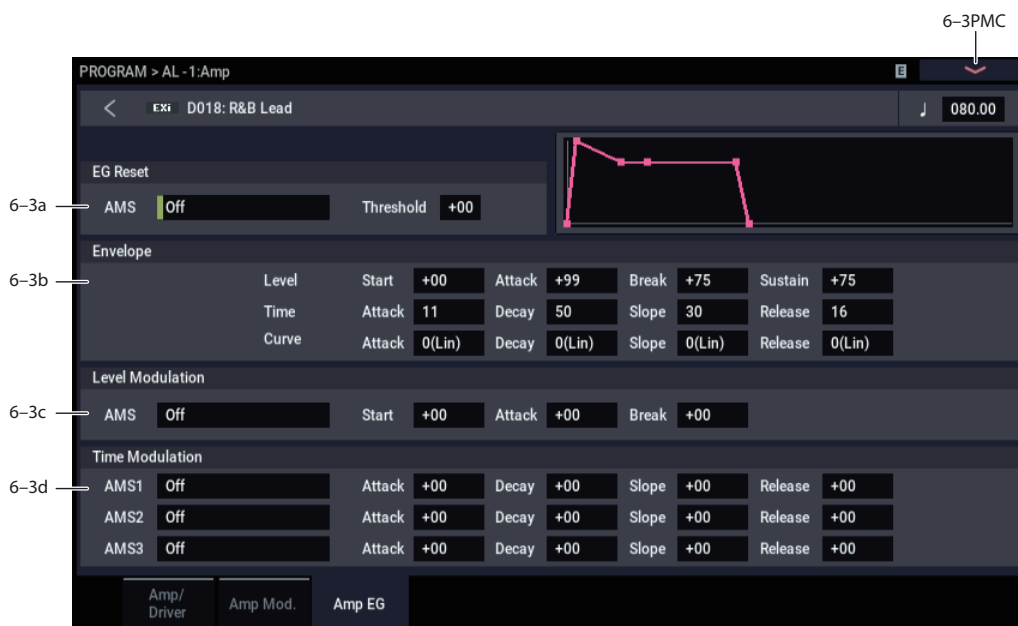 6–3PMC
PROGRAM > AL -1:Amp E
< EXi D018: R&B Lead ♩ 080.00
EG Reset
6–3a AMS Off Threshold +00
Envelope
6–3b Level Start +00 Attack +99 Break +75 Sustain +75
Time Attack 11 Decay 50 Slope 30 Release 16
Curve Attack 0(Lin) Decay 0(Lin) Slope 0(Lin) Release 0(Lin)
Level Modulation
6–3c AMS Off Start +00 Attack +00 Break +00
Time Modulation
6–3d AMS1 Off Attack +00 Decay +00 Slope +00 Release +00
AMS2 Off Attack +00 Decay +00 Slope +00 Release +00
AMS3 Off Attack +00 Decay +00 Slope +00 Release +00
Amp/
Driver Amp Mod. Amp EG